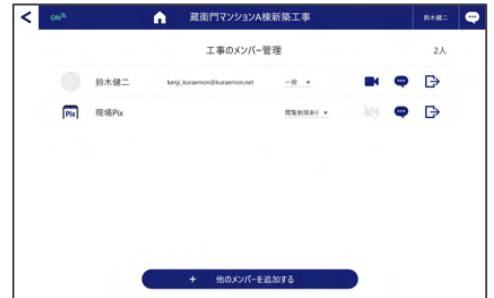 ON
蔵衛門マンションA棟新築工事
鈴木健二
工事のメンバー管理
2人
鈴木健二 kenji_kuraemon@kuraemon.net 一般
Pix 現場Pix 閲覧制限あり
+ 他のメンバーを追加する